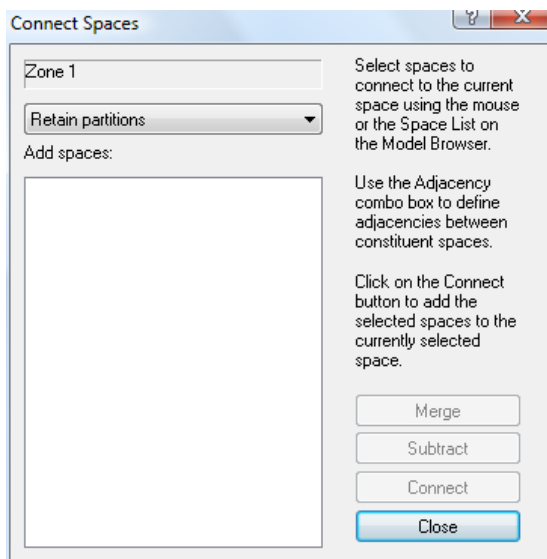 Connect Spaces
?
X
Zone 1
Retain partitions
Add spaces:
Select spaces to
connect to the current
space using the mouse
or the Space List on
the Model Browser.
Use the Adjacency
combo box to define
adjacencies between
constituent spaces.
Click on the Connect
button to add the
selected spaces to the
currently selected
space.
Merge
Subtract
Connect
Close